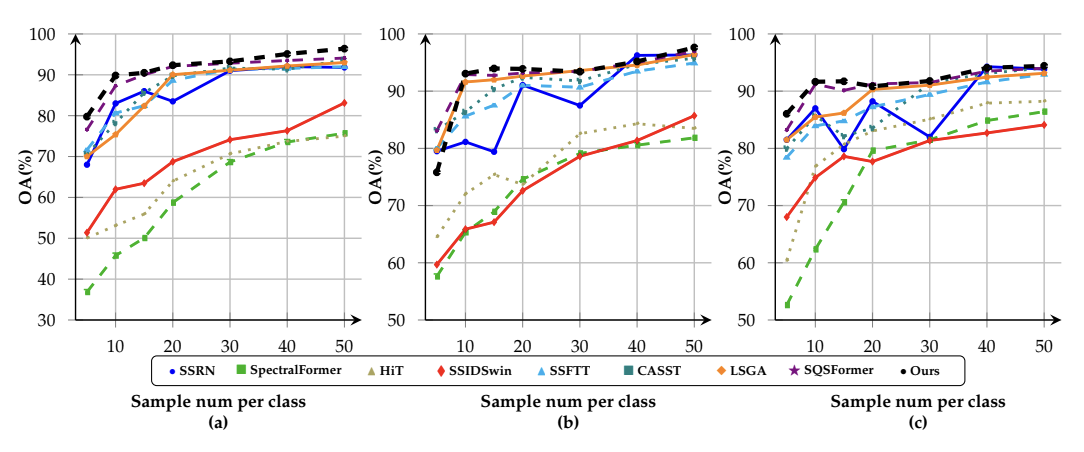 100
90
80
70
60
50
40
30
OA(%)
10 20 30 40 50
100
90
80
70
60
50
OA(%)
10 20 30 40 50
100
90
80
70
60
50
OA(%)
10 20 30 40 50
SSRN SpectralFormer HiT SSIDSwin SSFTT CASST LSGA SQSFormer Ours
Sample num per class Sample num per class Sample num per class
(a) (b) (c)